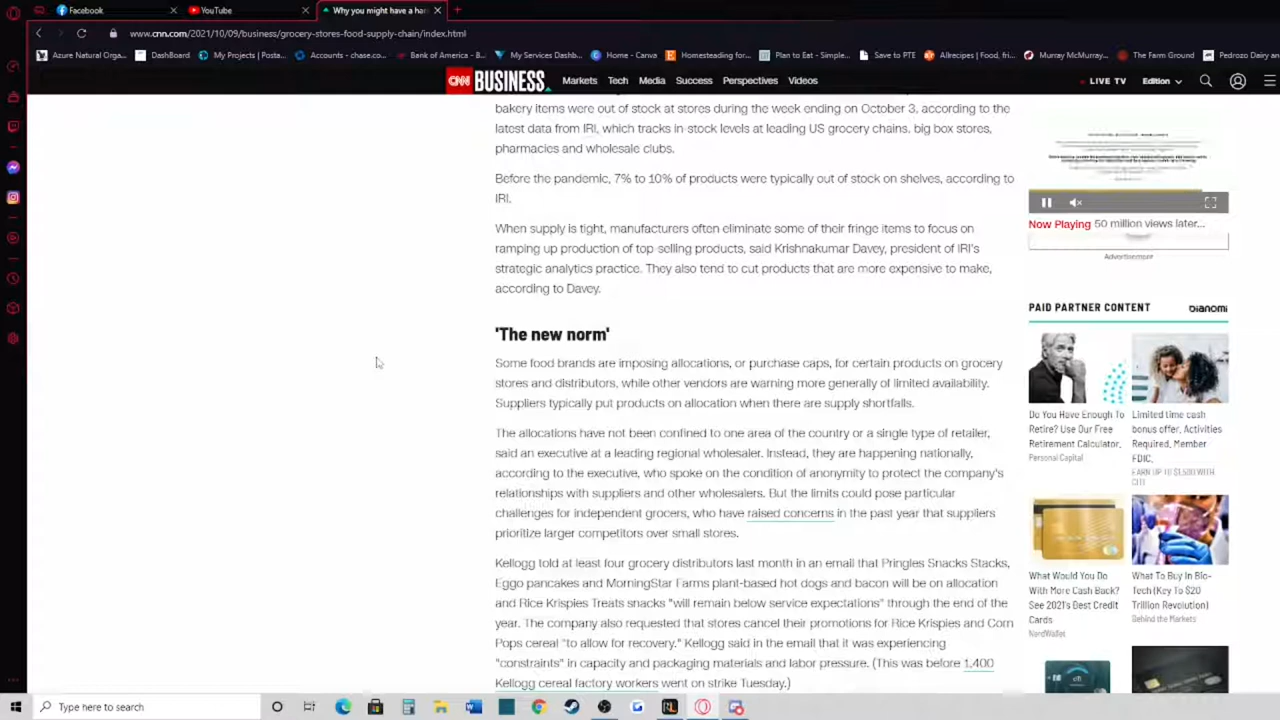 Facebook
YouTube
Why you might have a har
www.cnn.com/2021/10/09/business/grocery-stores-food-supply-chain/index.html
Azure Natural Orga...
DashBoard
My Projects (Posta...
Accounts - chase.co...
Bank of America - B...
My Services Dashb...
Home - Canva
Homesteading for...
Plan to Eat - Simple...
Save to PTE
Allrecipes | Food, fri...
Murray McMurray...
The Farm Ground
Pedrozo Dairy an
CNN BUSINESS
Markets Tech Media Success Perspectives Videos
LIVE TV
Edition
bakery items were out of stock at stores during the week ending on October 3, according to the
latest data from IRI, which tracks in-stock levels at leading US grocery chains, big box stores,
pharmacies and wholesale clubs.
Before the pandemic, 7% to 10% of products were typically out of stock on shelves, according to
IRI.
When supply is tight, manufacturers often eliminate some of their fringe items to focus on
ramping up production of top-selling products, said Krishnakumar Davey, president of IRI's
strategic analytics practice. They also tend to cut products that are more expensive to make,
according to Davey.
'The new norm'
Some food brands are imposing allocations, or purchase caps, for certain products on grocery
stores and distributors, while other vendors are warning more generally of limited availability.
Suppliers typically put products on allocation when there are supply shortfalls.
The allocations have not been confined to one area of the country or a single type of retailer,
said an executive at a leading regional wholesaler. Instead, they are happening nationally,
according to the executive, who spoke on the condition of anonymity to protect the company's
relationships with suppliers and other wholesalers. But the limits could pose particular
challenges for independent grocers, who have raised concerns in the past year that suppliers
prioritize larger competitors over small stores.
Kellogg told at least four grocery distributors last month in an email that Pringles Snacks Stacks,
Eggo pancakes and MorningStar Farms plant-based hot dogs and bacon will be on allocation
and Rice Krispies Treats snacks "will remain below service expectations" through the end of the
year. The company also requested that stores cancel their promotions for Rice Krispies and Corn
Pops cereal "to allow for recovery." Kellogg said in the email that it was experiencing
"constraints" in capacity and packaging materials and labor pressure. (This was before 1,400
Kellogg cereal factory workers went on strike Tuesday.)
Now Playing 50 million views later...
Advertisement
PAID PARTNER CONTENT
Dianomi
Do You Have Enough To
Retire? Use Our Free
Retirement Calculator.
Personal Capital
Limited time cash
bonus offer. Activities
Required. Member
FDIC.
EARN UP TO $1,500 WITH
CITI
What Would You Do
With More Cash Back?
See 2021's Best Credit
Cards
NerdWallet
What To Buy In Bio-
Tech (Key To $20
Trillion Revolution)
Behind the Markets
Type here to search